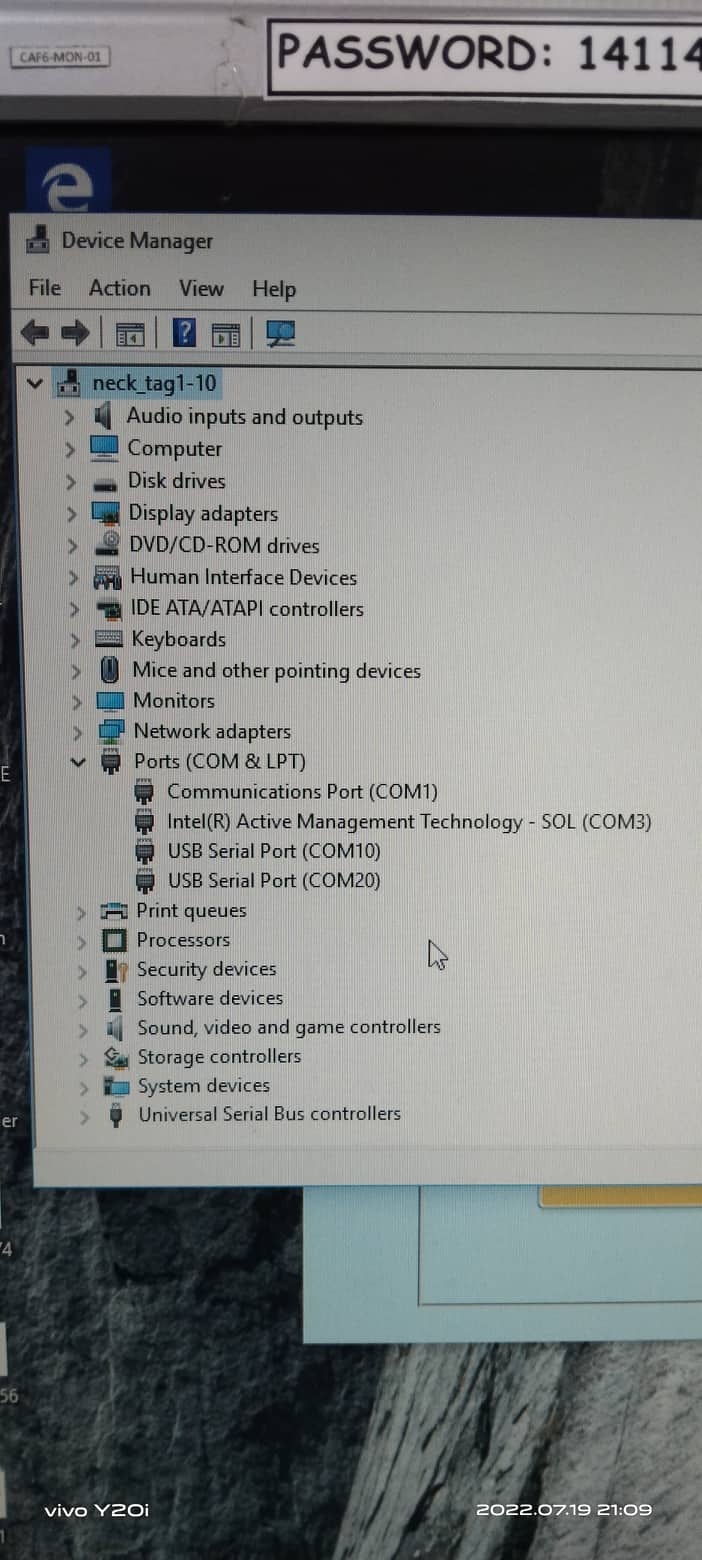 CAF6-MON-01
PASSWORD: 14114
Device Manager
File Action View Help
neck_tag1-10
Audio inputs and outputs
Computer
Disk drives
Display adapters
DVD/CD-ROM drives
Human Interface Devices
IDE ATA/ATAPI controllers
Keyboards
Mice and other pointing devices
Monitors
Network adapters
E
Ports (COM & LPT)
Communications Port (COM1)
Intel(R) Active Management Technology - SOL (COM3)
USB Serial Port (COM10)
USB Serial Port (COM20)
Print queues
Processors
Security devices
Software devices
Sound, video and game controllers
Storage controllers
System devices
er
Universal Serial Bus controllers
74
56
vivo Y20i
2022.07.19 21:09